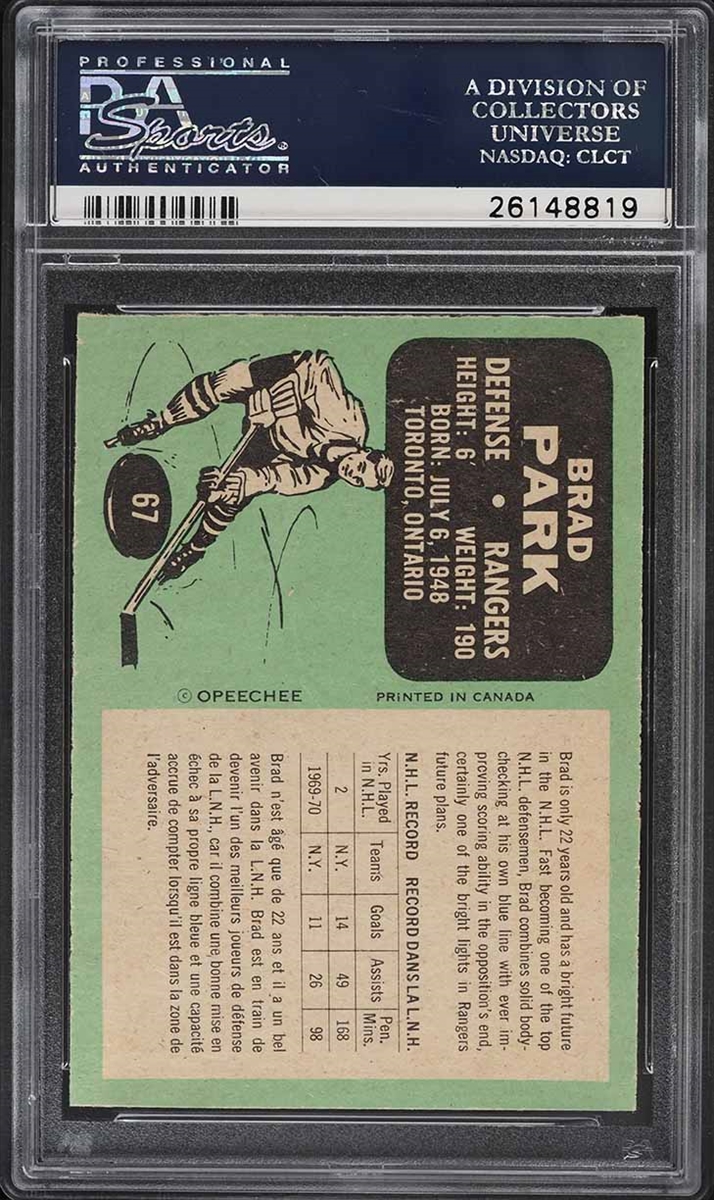 PROFESSIONAL
PSA
Sports
AUTHENTICATOR
A DIVISION OF
COLLECTORS
UNIVERSE
NASDAQ: CLCT
26148819
BRAD
PARK
DEFENSE • RANGERS
HEIGHT: 6' WEIGHT: 190
BORN: JULY 6, 1948
TORONTO, ONTARIO
67
© OPEECHEE PRINTED IN CANADA
Brad is only 22 years old and has a bright future
in the N.H.L. Fast becoming one of the top
N.H.L. defensemen, Brad combines solid body-
checking at his own blue line with ever im-
proving scoring ability in the opposition's end,
certainly one of the bright lights in Rangers
future plans.
N.H.L. RECORD RECORD DANS LA L.N.H.
Yrs. Played in N.H.L. Teams Goals Assists Pen. Mins.
2 N.Y. 14 49 168
1969-70 N.Y. 11 26 98
Brad n'est âgé que de 22 ans et il a un bel
avenir dans la L.N.H. Brad est en train de
devenir l'un des meilleurs joueurs de défense
de la L.N.H., car il combine une bonne mise en
échec à sa propre ligne bleue et une capacité
accrue de compter lorsqu'il est dans la zone de
l'adversaire.